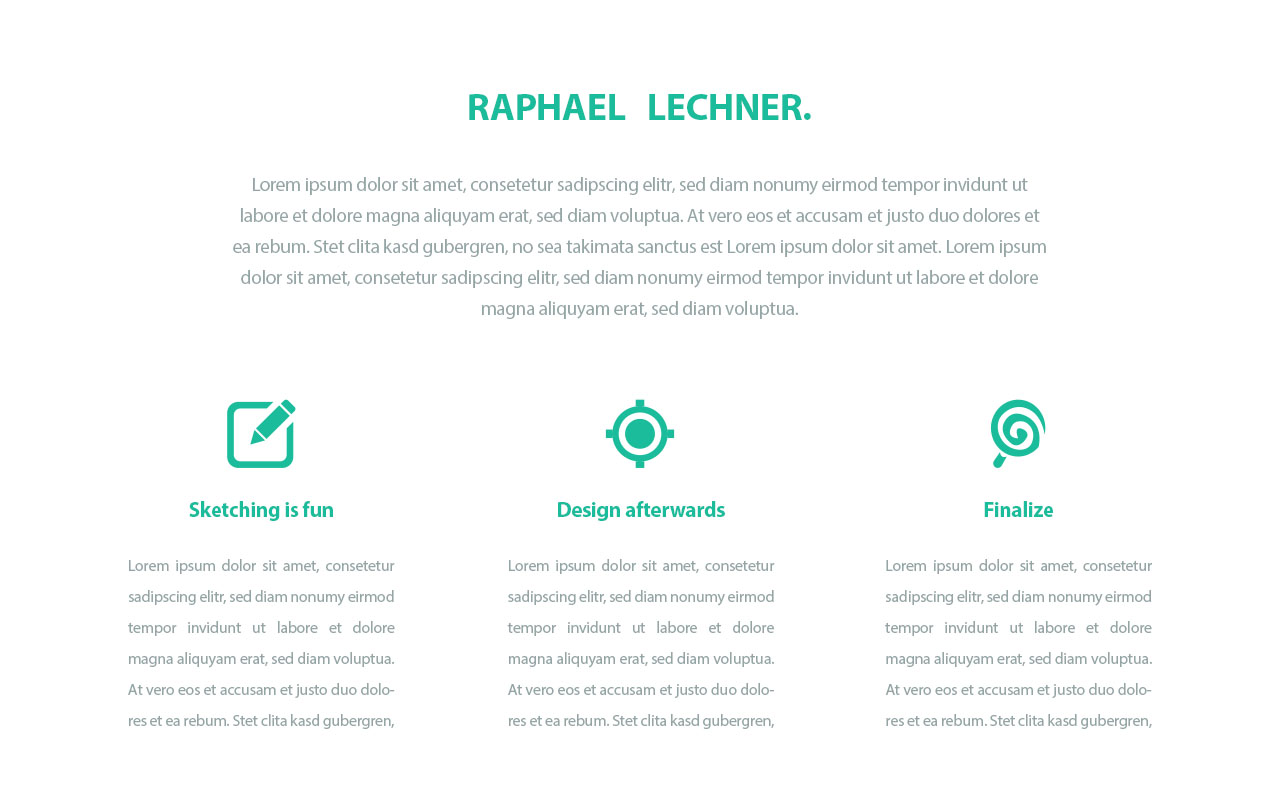 RAPHAEL LECHNER.
Lorem ipsum dolor sit amet, consetetur sadipscing elitr, sed diam nonumy eirmod tempor invidunt ut
labore et dolore magna aliquyam erat, sed diam voluptua. At vero eos et accusam et justo duo dolores et
ea rebum. Stet clita kasd gubergren, no sea takimata sanctus est Lorem ipsum dolor sit amet. Lorem ipsum
dolor sit amet, consetetur sadipscing elitr, sed diam nonumy eirmod tempor invidunt ut labore et dolore
magna aliquyam erat, sed diam voluptua.
Sketching is fun
Lorem ipsum dolor sit amet, consetetur
sadipscing elitr, sed diam nonumy eirmod
tempor invidunt ut labore et dolore
magna aliquyam erat, sed diam voluptua.
At vero eos et accusam et justo duo dolo-
res et ea rebum. Stet clita kasd gubergren,
Design afterwards
Lorem ipsum dolor sit amet, consetetur
sadipscing elitr, sed diam nonumy eirmod
tempor invidunt ut labore et dolore
magna aliquyam erat, sed diam voluptua.
At vero eos et accusam et justo duo dolo-
res et ea rebum. Stet clita kasd gubergren,
Finalize
Lorem ipsum dolor sit amet, consetetur
sadipscing elitr, sed diam nonumy eirmod
tempor invidunt ut labore et dolore
magna aliquyam erat, sed diam voluptua.
At vero eos et accusam et justo duo dolo-
res et ea rebum. Stet clita kasd gubergren,